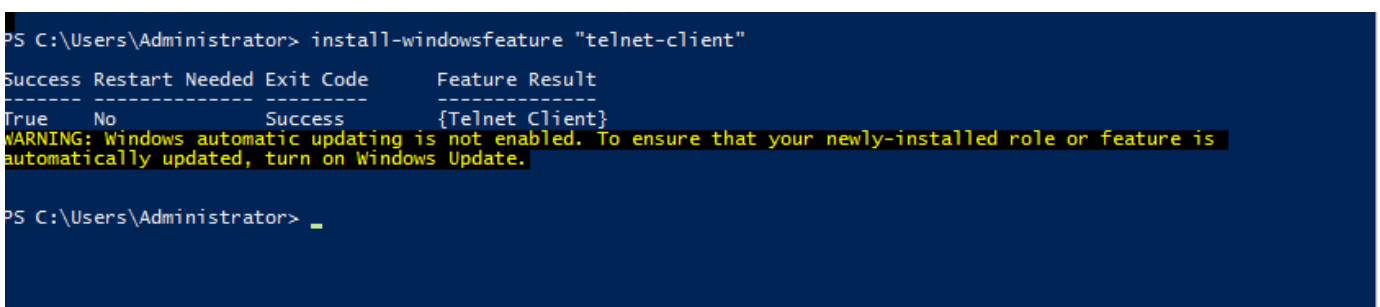 PS C:\Users\Administrator> install-windowsfeature "telnet-client"
Success Restart Needed Exit Code      Feature Result
------- -------------- ---------      --------------
True    No             Success        {Telnet Client}
WARNING: Windows automatic updating is not enabled. To ensure that your newly-installed role or feature is
automatically updated, turn on Windows Update.
PS C:\Users\Administrator> _